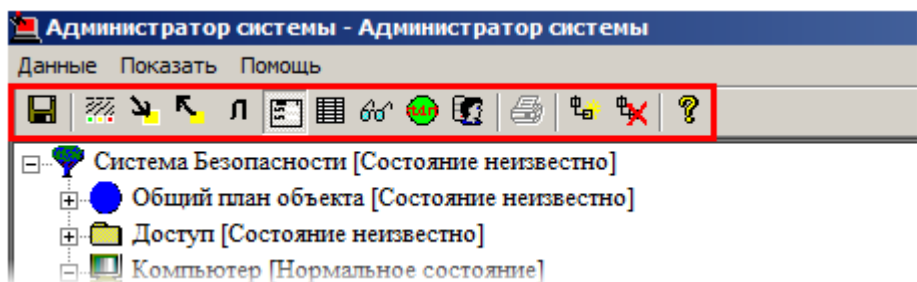 Администратор системы - Администратор системы
Данные Показать Помощь
Л
Система Безопасности [Состояние неизвестно]
Общий план объекта [Состояние неизвестно]
Доступ [Состояние неизвестно]
Компьютер [Нормальное состояние]